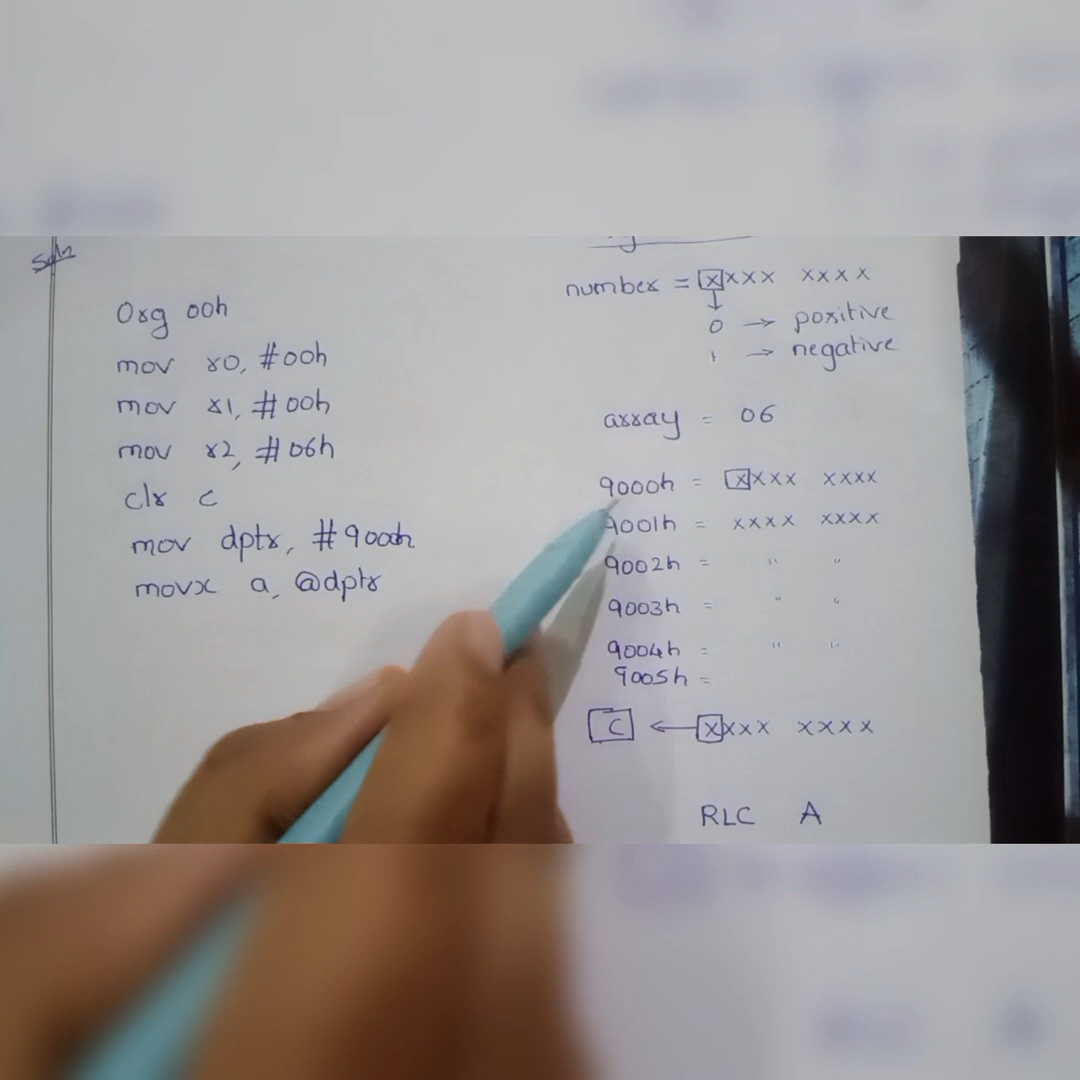 Soln
Org 00h
mov r0, #00h
mov r1, #00h
mov r2, #06h
clr c
mov dptr, #9000h
movx a, @dptr
number = xxxx xxxx
0 → positive
1 → negative
array = 06
9000h = xxxx xxxx
9001h = xxxx xxxx
9002h = " "
9003h = " "
9004h = " "
9005h =
C ← xxxx xxxx
RLC A